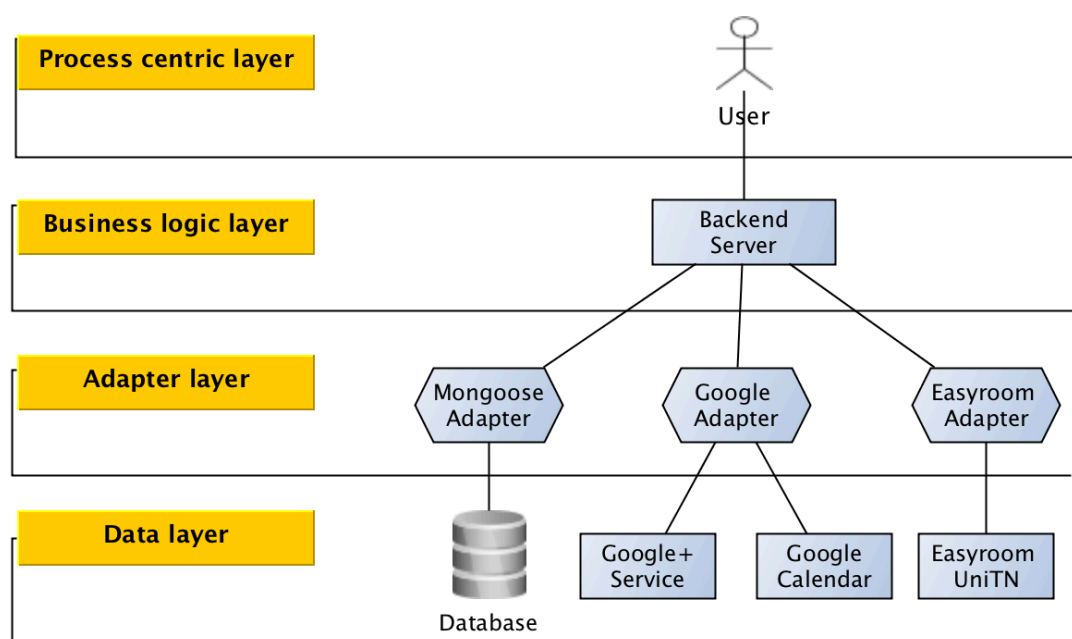 Process centric layer
User
Business logic layer
Backend
Server
Adapter layer
Mongoose
Adapter
Google
Adapter
Easyroom
Adapter
Data layer
Google+
Service
Google
Calendar
Easyroom
UniTN
Database